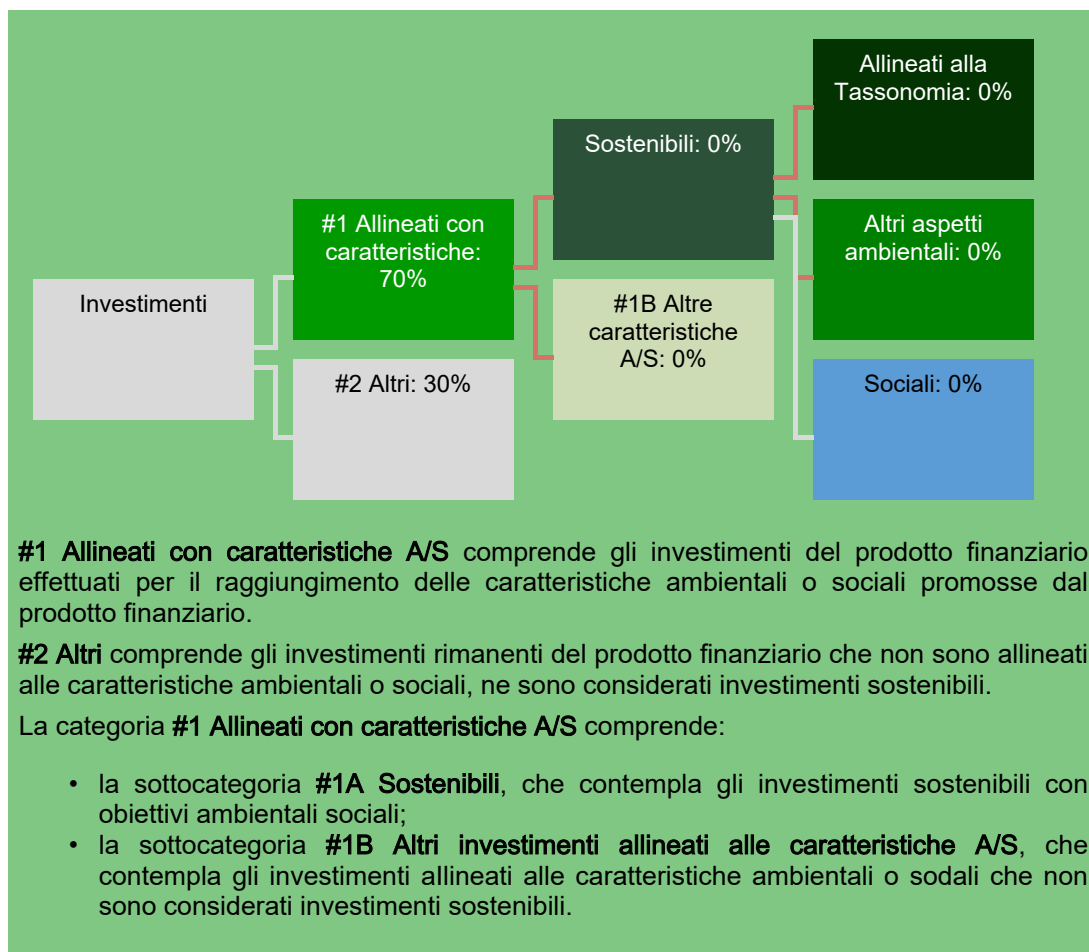 Allineati alla
Tassonomia: 0%
Sostenibili: 0%
#1 Allineati con
caratteristiche:
70%
Altri aspetti
ambientali: 0%
Investimenti
#1B Altre
caratteristiche
A/S: 0%
#2 Altri: 30%
Sociali: 0%
#1 Allineati con caratteristiche A/S comprende gli investimenti del prodotto finanziario
effettuati per il raggiungimento delle caratteristiche ambientali o sociali promosse dal
prodotto finanziario.
#2 Altri comprende gli investimenti rimanenti del prodotto finanziario che non sono allineati
alle caratteristiche ambientali o sociali, ne sono considerati investimenti sostenibili.
La categoria #1 Allineati con caratteristiche A/S comprende:
• la sottocategoria #1A Sostenibili, che contempla gli investimenti sostenibili con
obiettivi ambientali sociali;
• la sottocategoria #1B Altri investimenti allineati alle caratteristiche A/S, che
contempla gli investimenti allineati alle caratteristiche ambientali o sodali che non
sono considerati investimenti sostenibili.